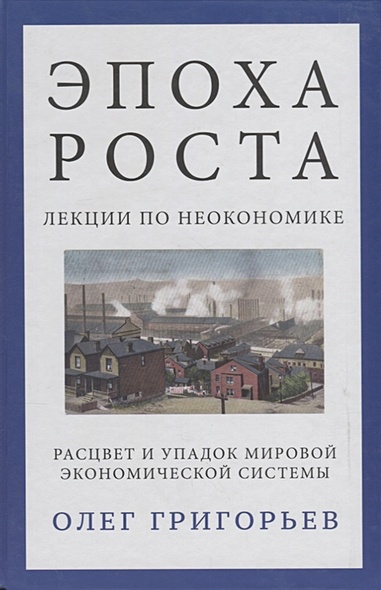 ЭПОХА
РОСТА
ЛЕКЦИИ ПО НЕОКОНОМИКЕ
РАСЦВЕТ И УПАДОК МИРОВОЙ
ЭКОНОМИЧЕСКОЙ СИСТЕМЫ
ОЛЕГ ГРИГОРЬЕВ